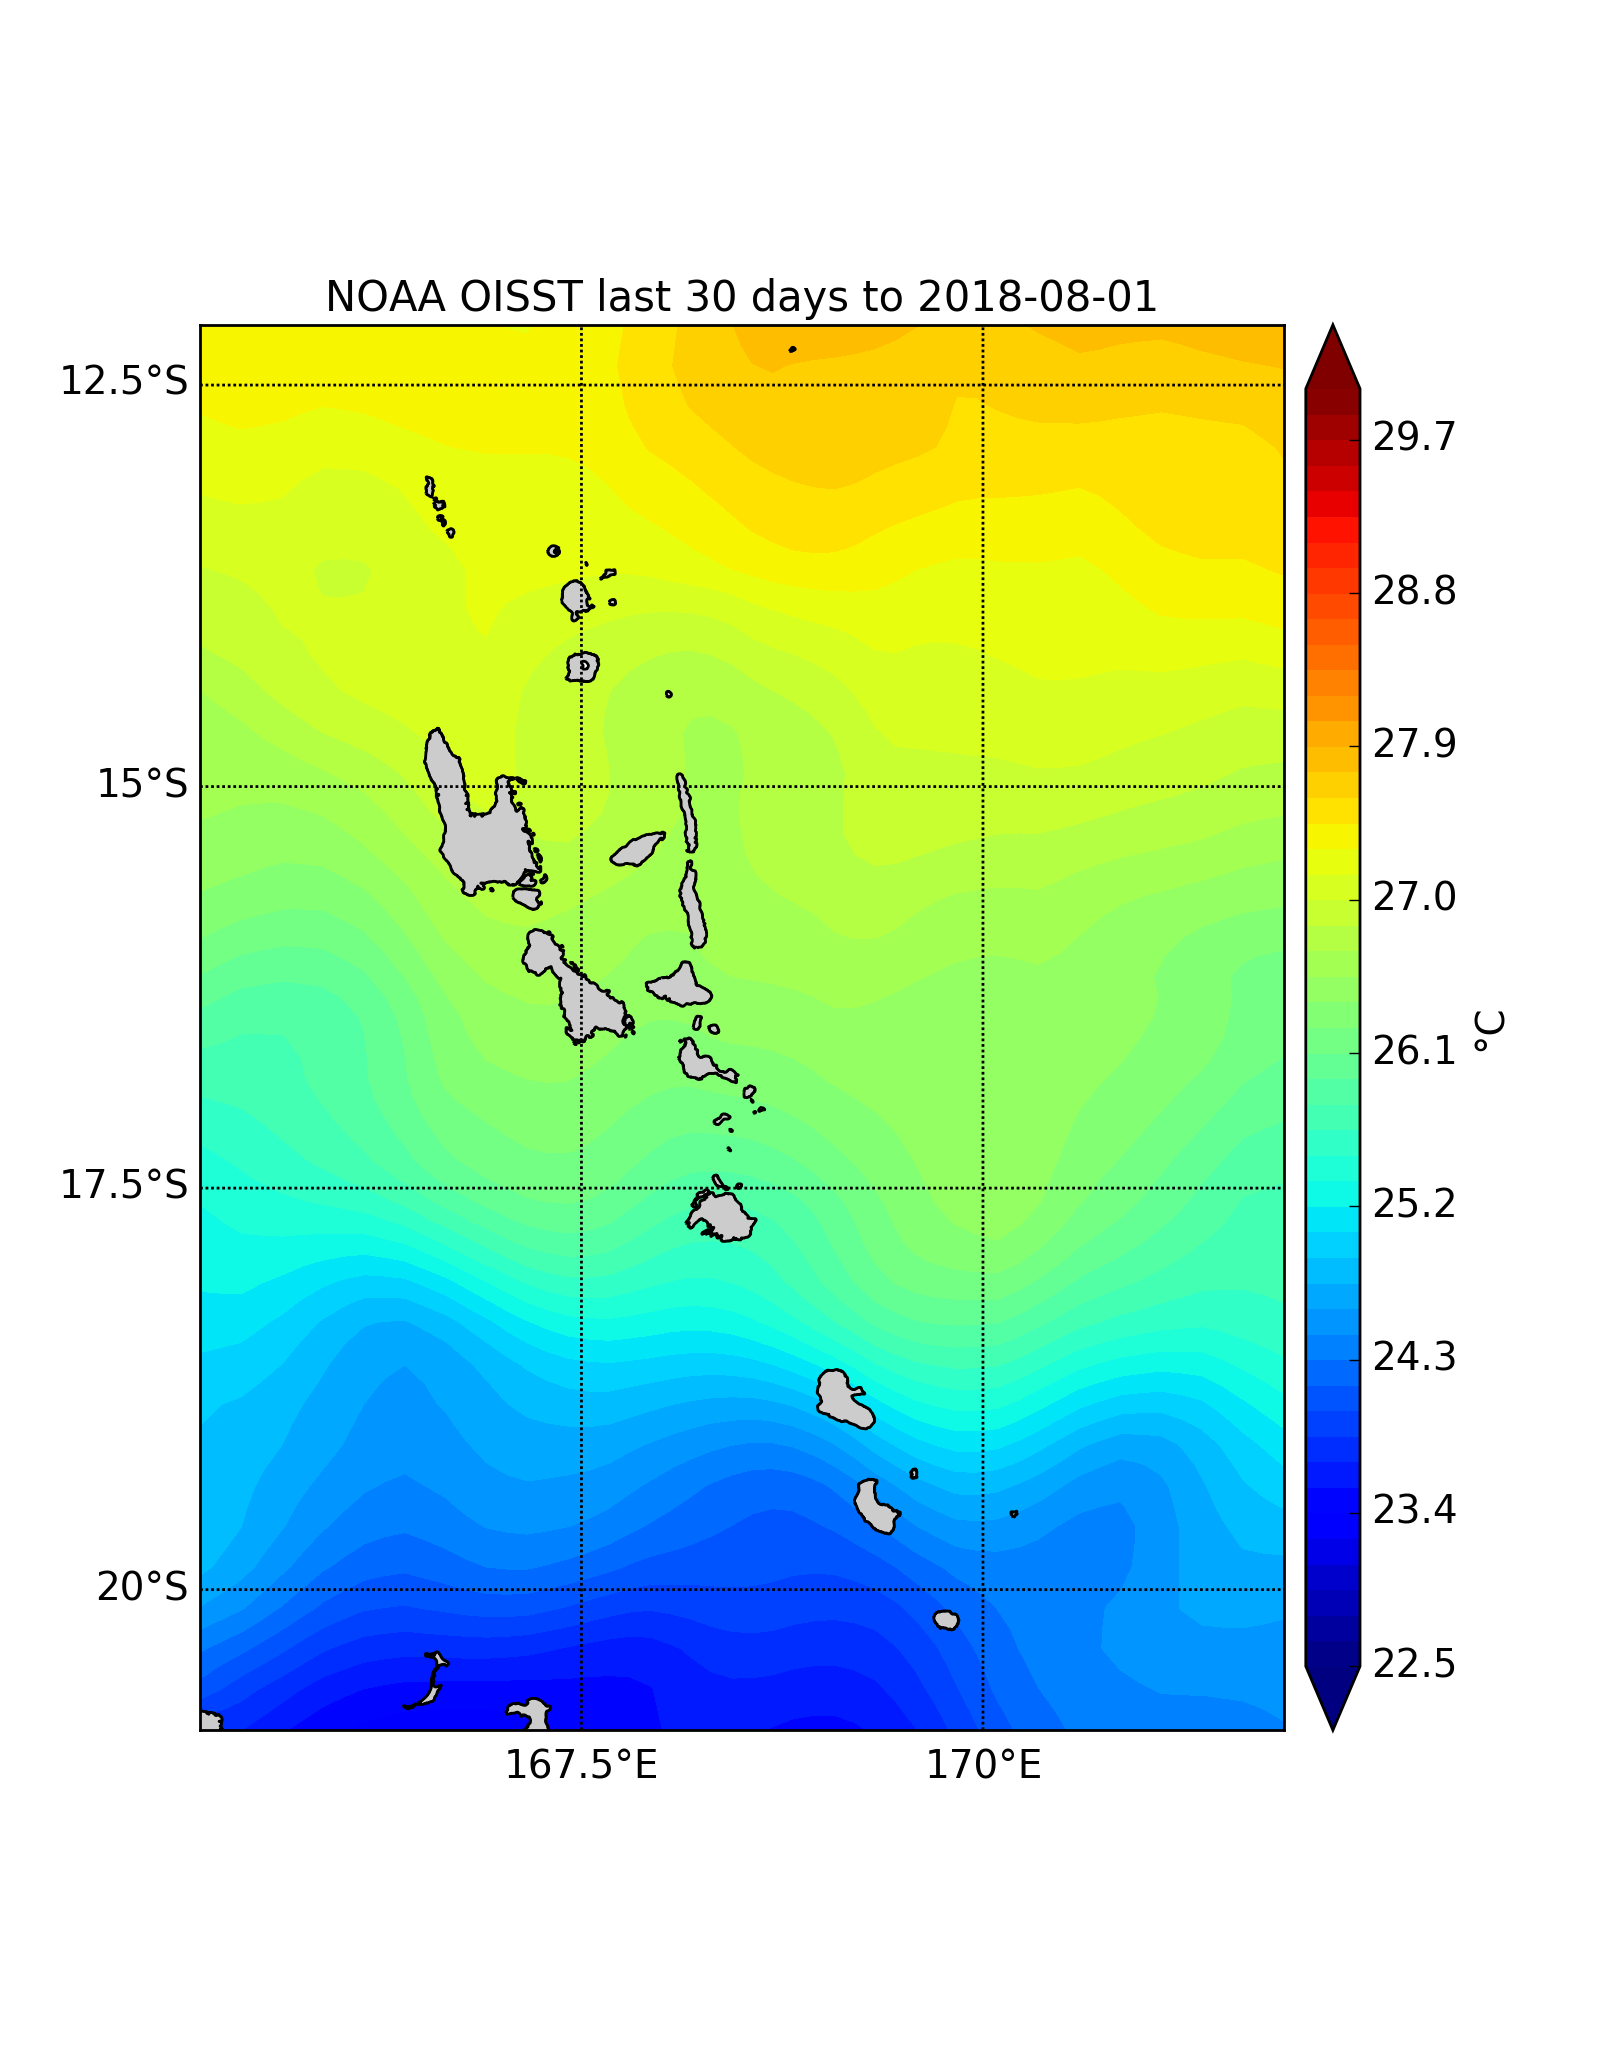 NOAA OISST last 30 days to 2018-08-01
12.5°S
15°S
17.5°S
20°S
167.5°E
170°E
29.7
28.8
27.9
27.0
26.1
25.2
24.3
23.4
22.5
°C